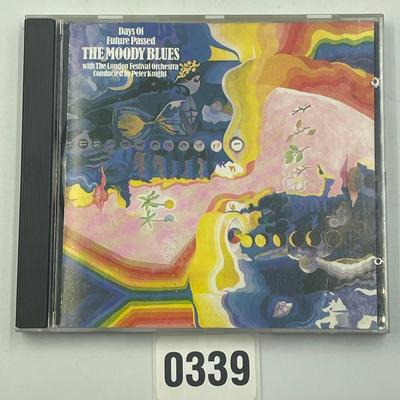 Days Of
Future Passed
THE MOODY BLUES
with The London Festival Orchestra
Conducted by Peter Knight
0339